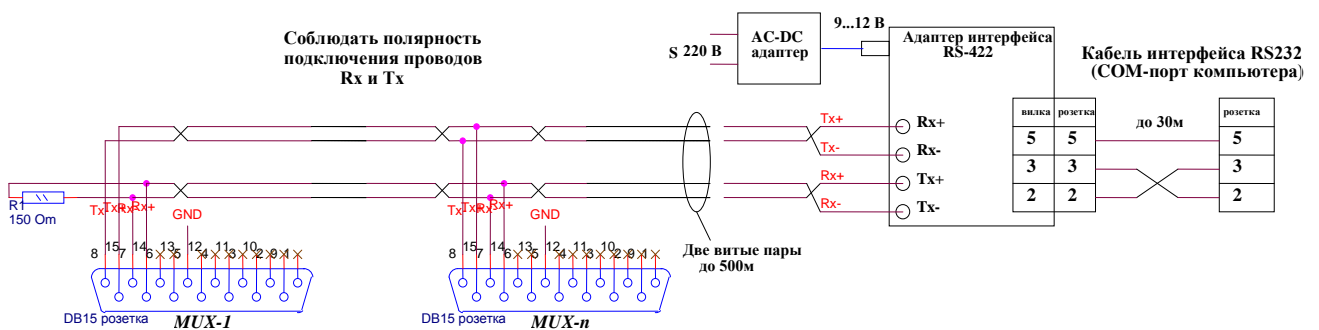 Соблюдать полярность
подключения проводов
Rx и Tx
S 220 В
AC-DC
адаптер
9...12 В
Адаптер интерфейса
RS-422
Кабель интерфейса RS232
(COM-порт компьютера)
вилка розетка
розетка
до 30м
5 5 5
3 3 3
2 2 2
Tx+ Rx+
Tx- Rx-
Rx+ Tx+
Rx- Tx-
Две витые пары
до 500м
R1
150 Om
Tx- Tx+ Rx- Rx+ GND
8 15 7 14 6 13 5 12 4 11 3 10 2 9 1
DB15 розетка
MUX-1
Tx- Tx+ Rx- Rx+ GND
8 15 7 14 6 13 5 12 4 11 3 10 2 9 1
DB15 розетка
MUX-n